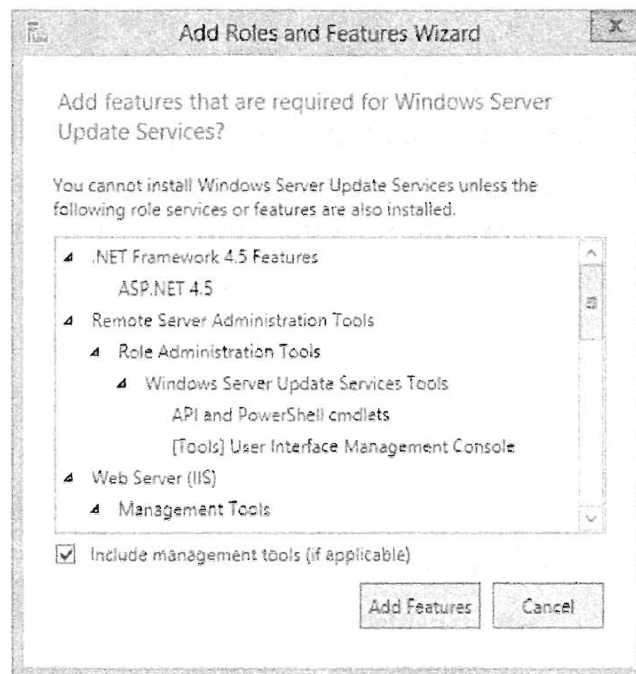 Add Roles and Features Wizard
x
Add features that are required for Windows Server
Update Services?
You cannot install Windows Server Update Services unless the
following role services or features are also installed.
.NET Framework 4.5 Features
ASP.NET 4.5
Remote Server Administration Tools
Role Administration Tools
Windows Server Update Services Tools
API and PowerShell cmdlets
[Tools] User Interface Management Console
Web Server (IIS)
Management Tools
Include management tools (if applicable)
Add Features Cancel